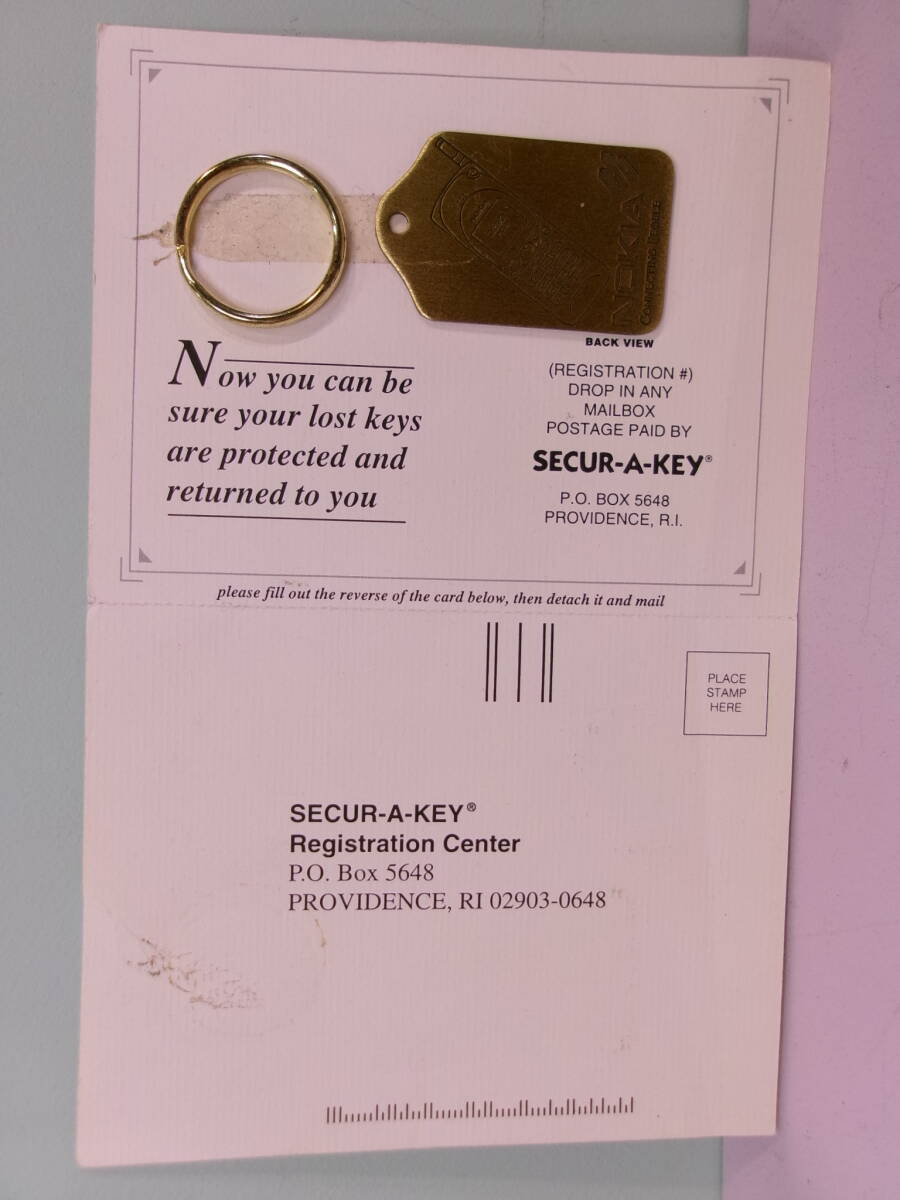 NOKIA
CONNECTING PEOPLE
BACK VIEW
(REGISTRATION #)
DROP IN ANY
MAILBOX
POSTAGE PAID BY
SECUR-A-KEY®
P.O. BOX 5648
PROVIDENCE, R.I.
Now you can be
sure your lost keys
are protected and
returned to you
please fill out the reverse of the card below, then detach it and mail
PLACE
STAMP
HERE
SECUR-A-KEY®
Registration Center
P.O. Box 5648
PROVIDENCE, RI 02903-0648